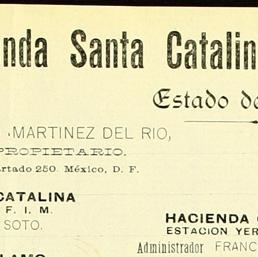 nda Santa Catalin
Estado de
MARTINEZ DEL RIO,
PROPIETARIO.
rtado 250. México, D. F.
CATALINA
F. I. M.
SOTO.
HACIENDA
ESTACION YER
Administrador FRANC
LAMO